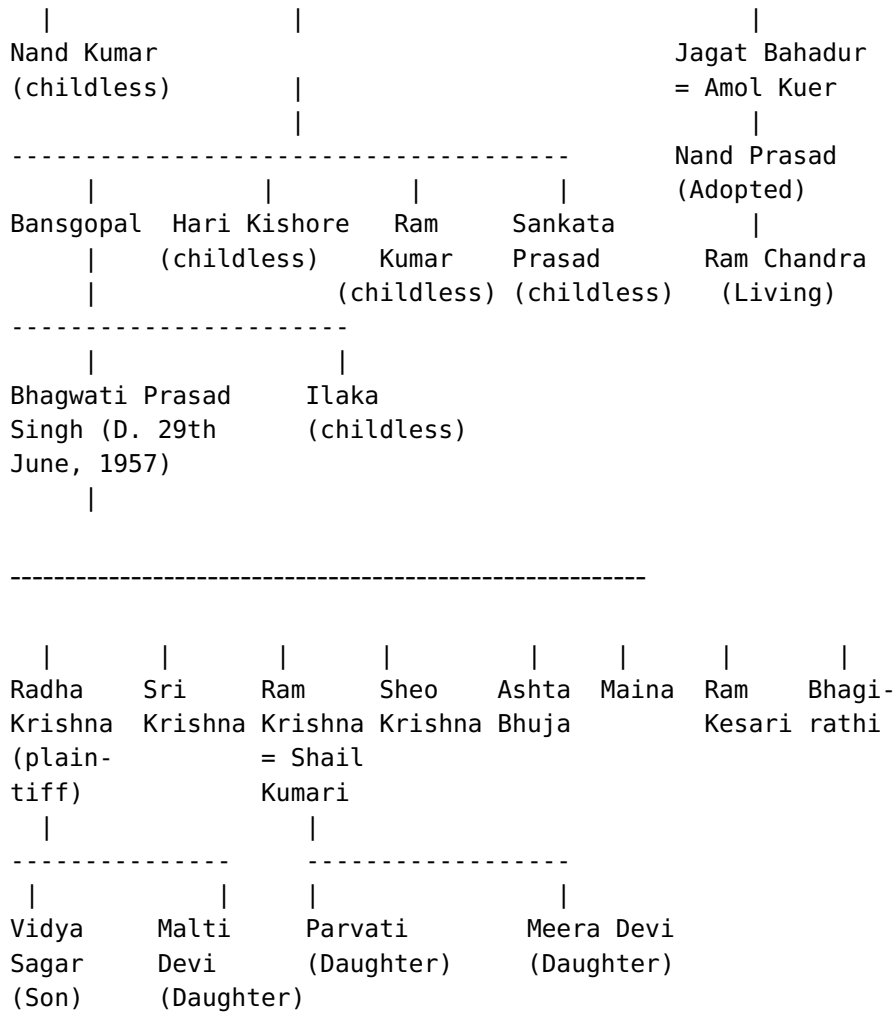 Nand Kumar Jagat Bahadur
(childless) = Amol Kuer
Nand Prasad
(Adopted)
Bansgopal Hari Kishore Ram Sankata
(childless) Kumar Prasad Ram Chandra
(childless) (childless) (Living)
Bhagwati Prasad Ilaka
Singh (D. 29th (childless)
June, 1957)
Radha Sri Ram Sheo Ashta Maina Ram Bhagi-
Krishna Krishna Krishna Krishna Bhuja Kesari rathi
(plain- = Shail
tiff) Kumari
Vidya Malti Parvati Meera Devi
Sagar Devi (Daughter) (Daughter)
(Son) (Daughter)